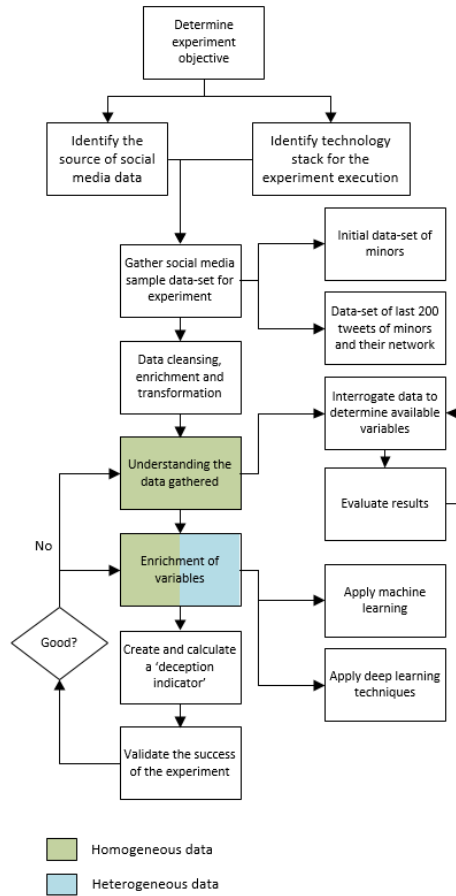 Determine
experiment
objective
Identify the
source of social
media data
Identify technology
stack for the
experiment execution
Gather social media
sample data-set for
experiment
Initial data-set of
minors
Data-set of last 200
tweets of minors
and their network
Data cleansing,
enrichment and
transformation
Interrogate data to
determine available
variables
Understanding the
data gathered
Evaluate results
No
Enrichment of
variables
Apply machine
learning
Good?
Create and calculate
a ‘deception
indicator’
Apply deep learning
techniques
Validate the success
of the experiment
Homogeneous data
Heterogeneous data